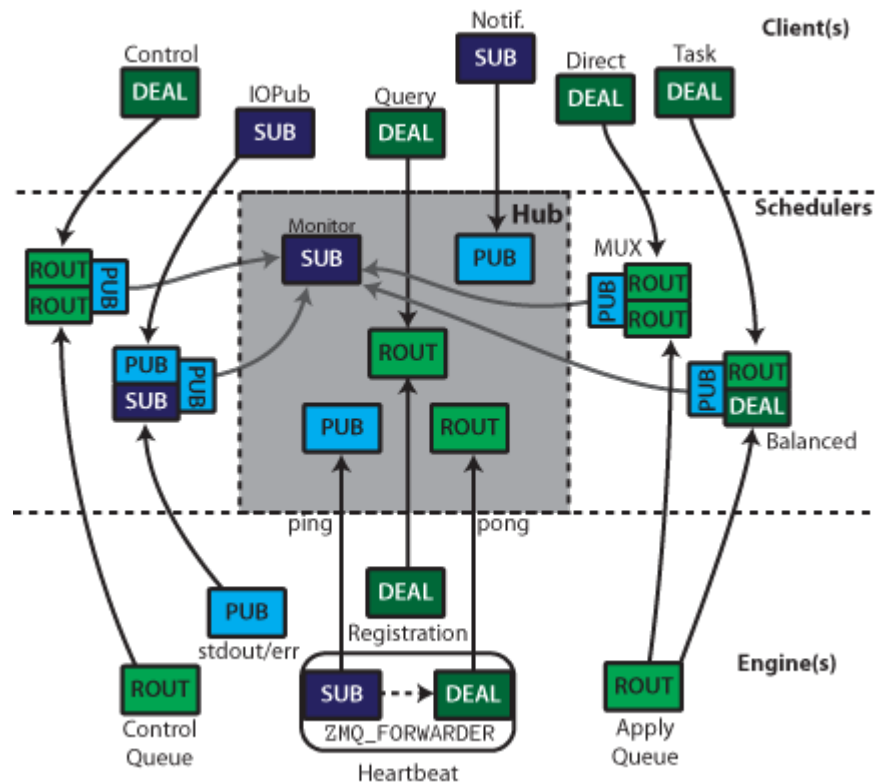 Notif.
Client(s)
Control
SUB
Direct
Task
DEAL
IOPub
Query
DEAL
DEAL
SUB
DEAL
Hub
Schedulers
Monitor
SUB
PUB
MUX
ROUT
ROUT
PUB
PUB
ROUT
ROUT
PUB
SUB
PUB
ROUT
PUB
ROUT
DEAL
Balanced
PUB
ROUT
ping
pong
DEAL
Registration
PUB
stdout/err
Engine(s)
ROUT
Control
Queue
SUB
DEAL
ZMQ_FORWARDER
Heartbeat
ROUT
Apply
Queue